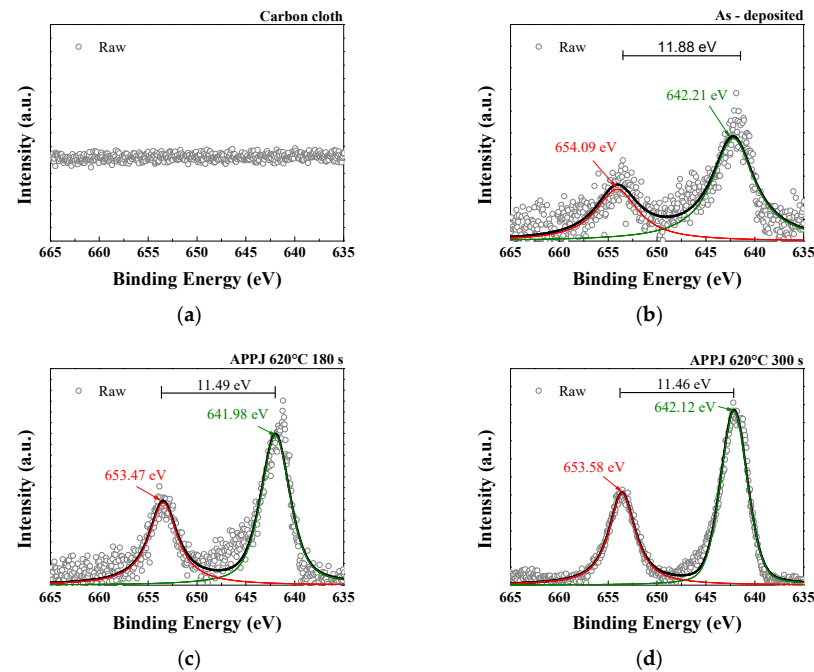 Carbon cloth
Raw
Intensity (a.u.)
665 660 655 650 645 640 635
Binding Energy (eV)
(a)
As - deposited
Raw
11.88 eV
642.21 eV
654.09 eV
Intensity (a.u.)
665 660 655 650 645 640 635
Binding Energy (eV)
(b)
APPJ 620°C 180 s
Raw
11.49 eV
641.98 eV
653.47 eV
Intensity (a.u.)
665 660 655 650 645 640 635
Binding Energy (eV)
(c)
APPJ 620°C 300 s
Raw
11.46 eV
642.12 eV
653.58 eV
Intensity (a.u.)
665 660 655 650 645 640 635
Binding Energy (eV)
(d)